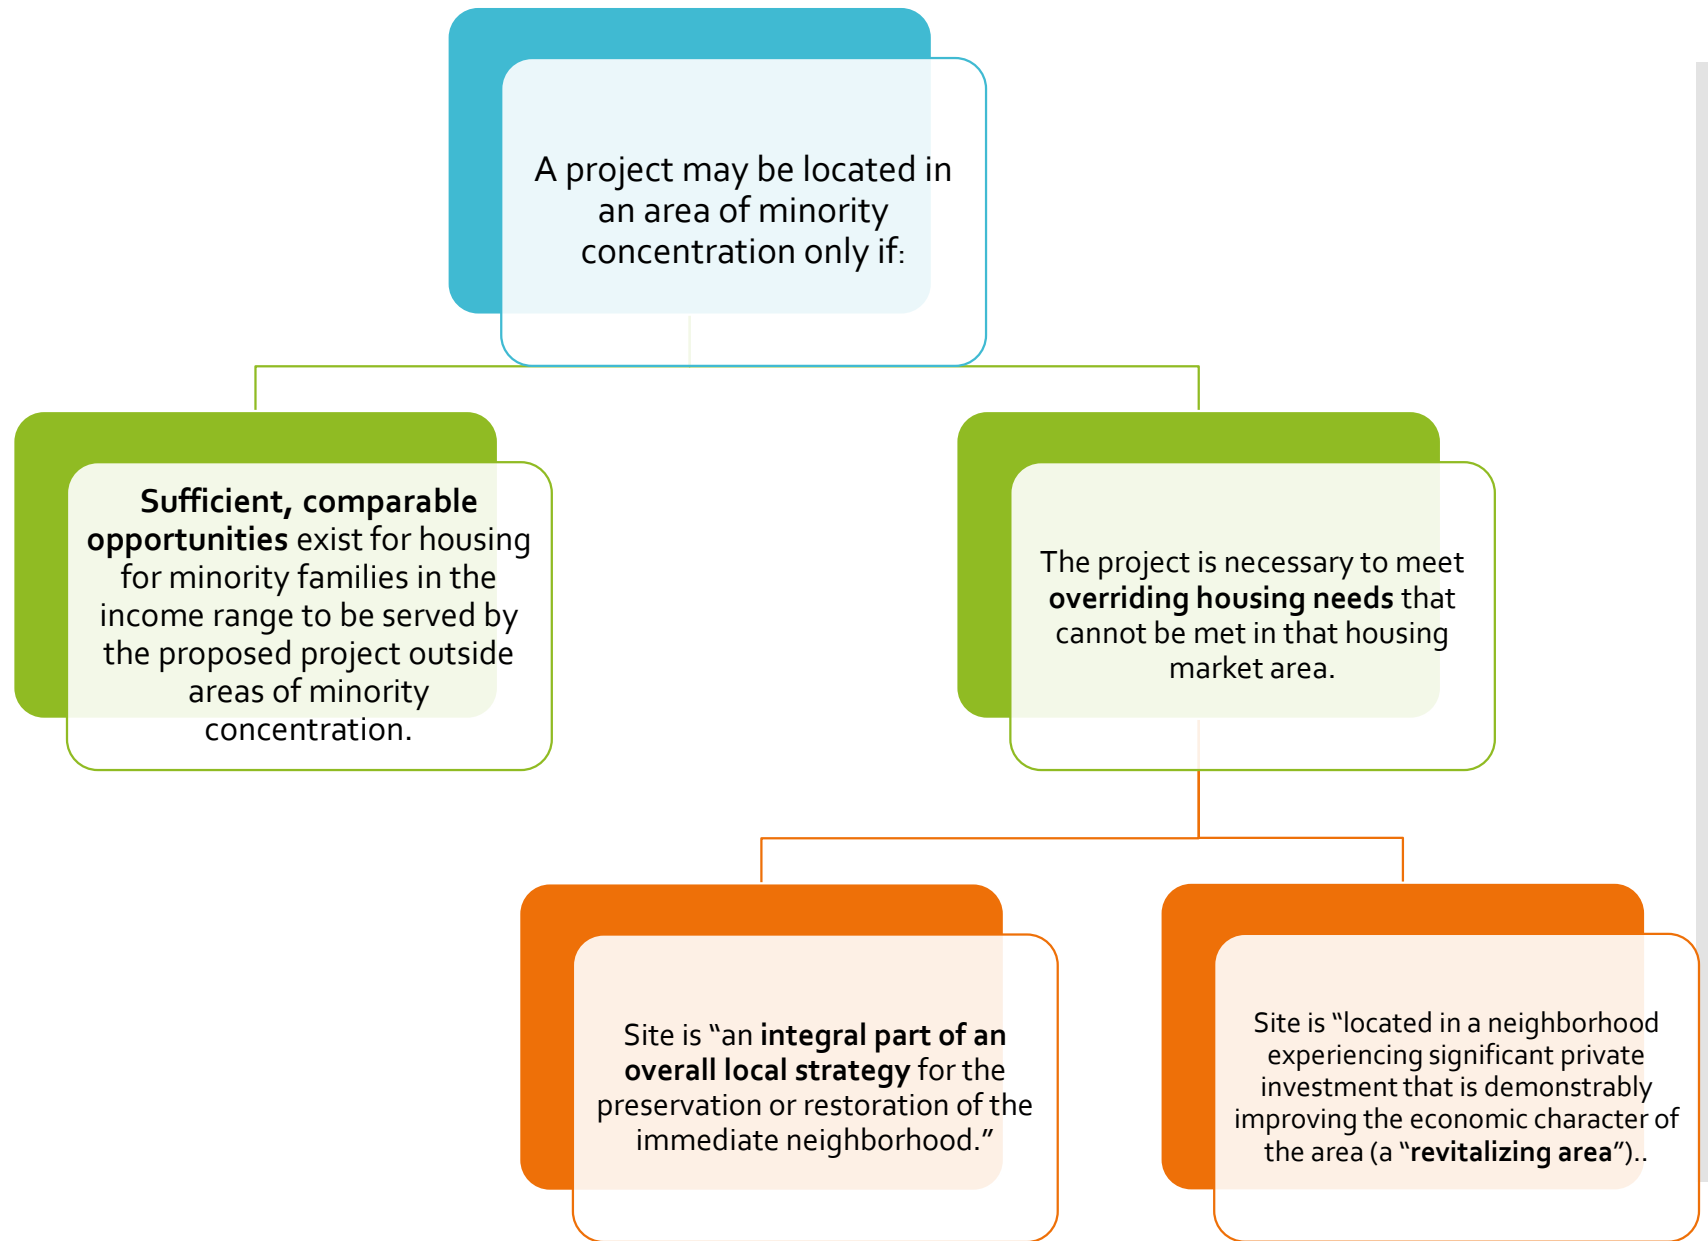 A project may be located in
an area of minority
concentration only if:
Sufficient, comparable
opportunities exist for housing
for minority families in the
income range to be served by
the proposed project outside
areas of minority
concentration.
The project is necessary to meet
overriding housing needs that
cannot be met in that housing
market area.
Site is “an integral part of an
overall local strategy for the
preservation or restoration of the
immediate neighborhood.”
Site is “located in a neighborhood
experiencing significant private
investment that is demonstrably
improving the economic character of
the area (a “revitalizing area”)..